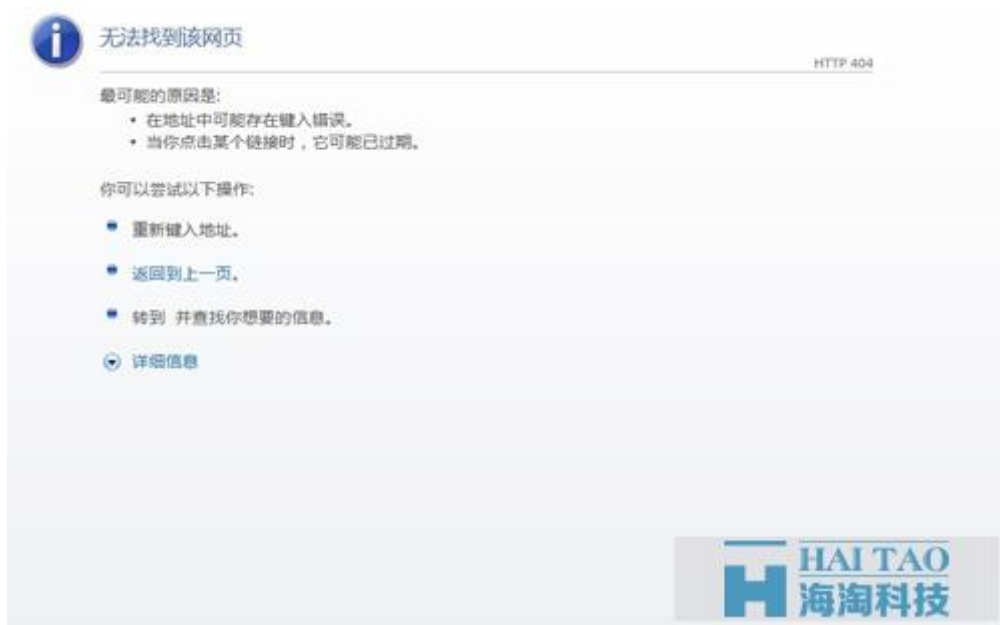 无法找到该网页
HTTP 404
最可能的原因是:
• 在地址中可能存在键入错误。
• 当你点击某个链接时，它可能已过期。
你可以尝试以下操作:
重新键入地址。
返回到上一页。
转到 并查找你想要的信息。
详细信息
HAI TAO
海淘科技